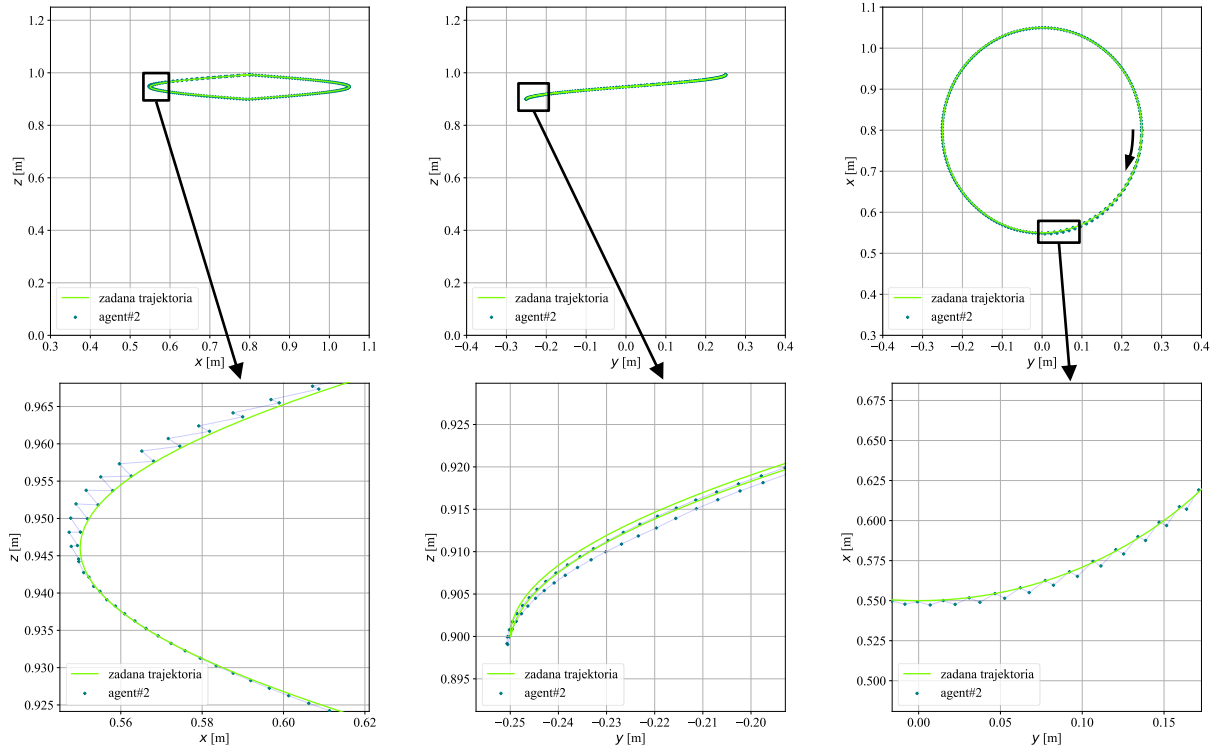 1.2
1.0
0.8
0.6
0.4
0.2
0.0
z [m]
0.3 0.4 0.5 0.6 0.7 0.8 0.9 1.0 1.1
x [m]
zadana trajektoria
agent#2
1.2
1.0
0.8
0.6
0.4
0.2
0.0
z [m]
−0.4 −0.3 −0.2 −0.1 0.0 0.1 0.2 0.3 0.4
y [m]
zadana trajektoria
agent#2
1.1
1.0
0.9
0.8
0.7
0.6
0.5
0.4
0.3
x [m]
−0.4 −0.3 −0.2 −0.1 0.0 0.1 0.2 0.3 0.4
y [m]
zadana trajektoria
agent#2
0.965
0.960
0.955
0.950
0.945
0.940
0.935
0.930
0.925
z [m]
0.56 0.58 0.60 0.62
x [m]
zadana trajektoria
agent#2
0.925
0.920
0.915
0.910
0.905
0.900
0.895
z [m]
−0.25 −0.24 −0.23 −0.22 −0.21 −0.20
y [m]
zadana trajektoria
agent#2
0.675
0.650
0.625
0.600
0.575
0.550
0.525
0.500
x [m]
0.00 0.05 0.10 0.15
y [m]
zadana trajektoria
agent#2